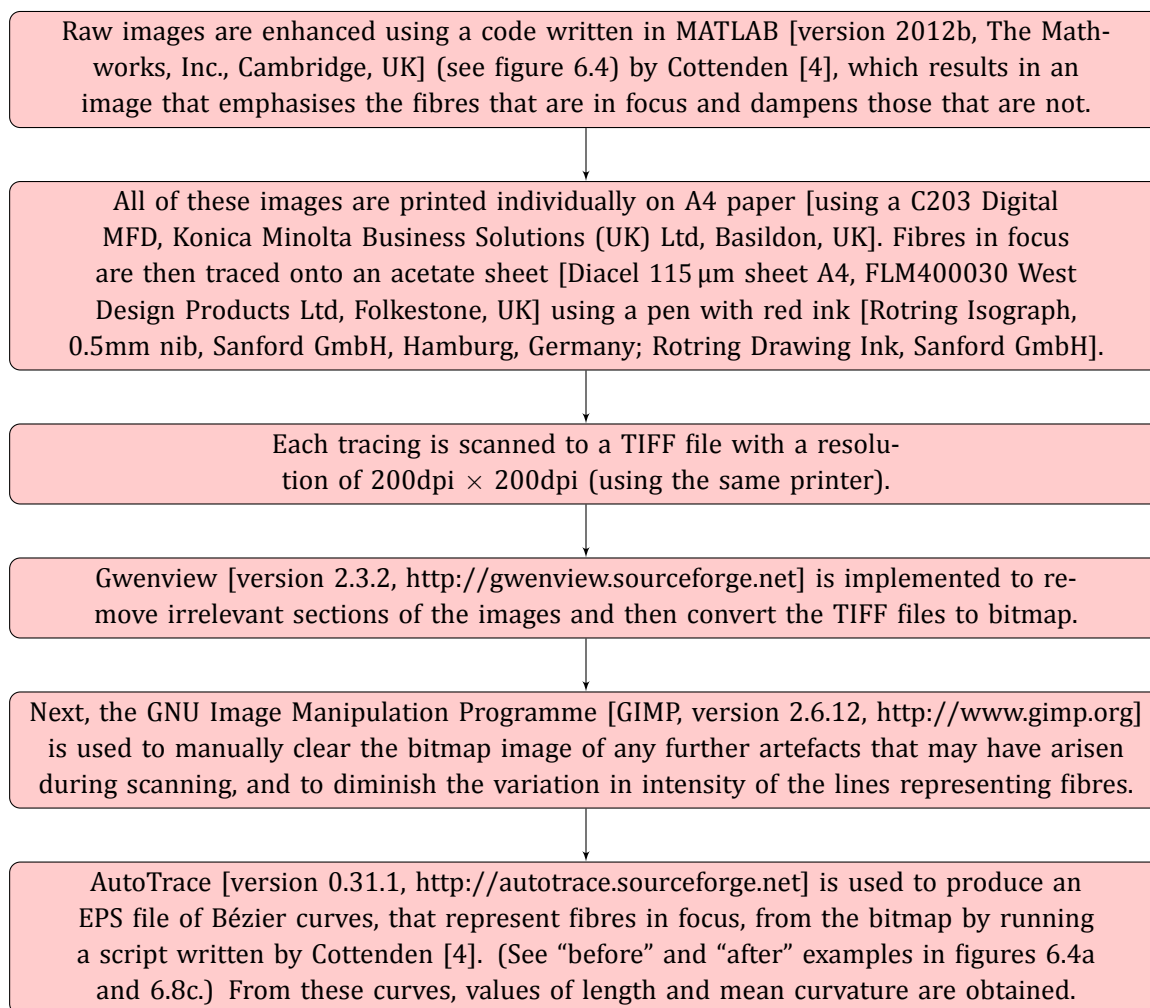 Raw images are enhanced using a code written in MATLAB [version 2012b, The Math-
works, Inc., Cambridge, UK] (see figure 6.4) by Cottenden [4], which results in an
image that emphasises the fibres that are in focus and dampens those that are not.
All of these images are printed individually on A4 paper [using a C203 Digital
MFD, Konica Minolta Business Solutions (UK) Ltd, Basildon, UK]. Fibres in focus
are then traced onto an acetate sheet [Diacel 115 μm sheet A4, FLM400030 West
Design Products Ltd, Folkestone, UK] using a pen with red ink [Rotring Isograph,
0.5mm nib, Sanford GmbH, Hamburg, Germany; Rotring Drawing Ink, Sanford GmbH].
Each tracing is scanned to a TIFF file with a resolu-
tion of 200dpi × 200dpi (using the same printer).
Gwenview [version 2.3.2, http://gwenview.sourceforge.net] is implemented to re-
move irrelevant sections of the images and then convert the TIFF files to bitmap.
Next, the GNU Image Manipulation Programme [GIMP, version 2.6.12, http://www.gimp.org]
is used to manually clear the bitmap image of any further artefacts that may have arisen
during scanning, and to diminish the variation in intensity of the lines representing fibres.
AutoTrace [version 0.31.1, http://autotrace.sourceforge.net] is used to produce an
EPS file of Bézier curves, that represent fibres in focus, from the bitmap by running
a script written by Cottenden [4]. (See “before” and “after” examples in figures 6.4a
and 6.8c.) From these curves, values of length and mean curvature are obtained.